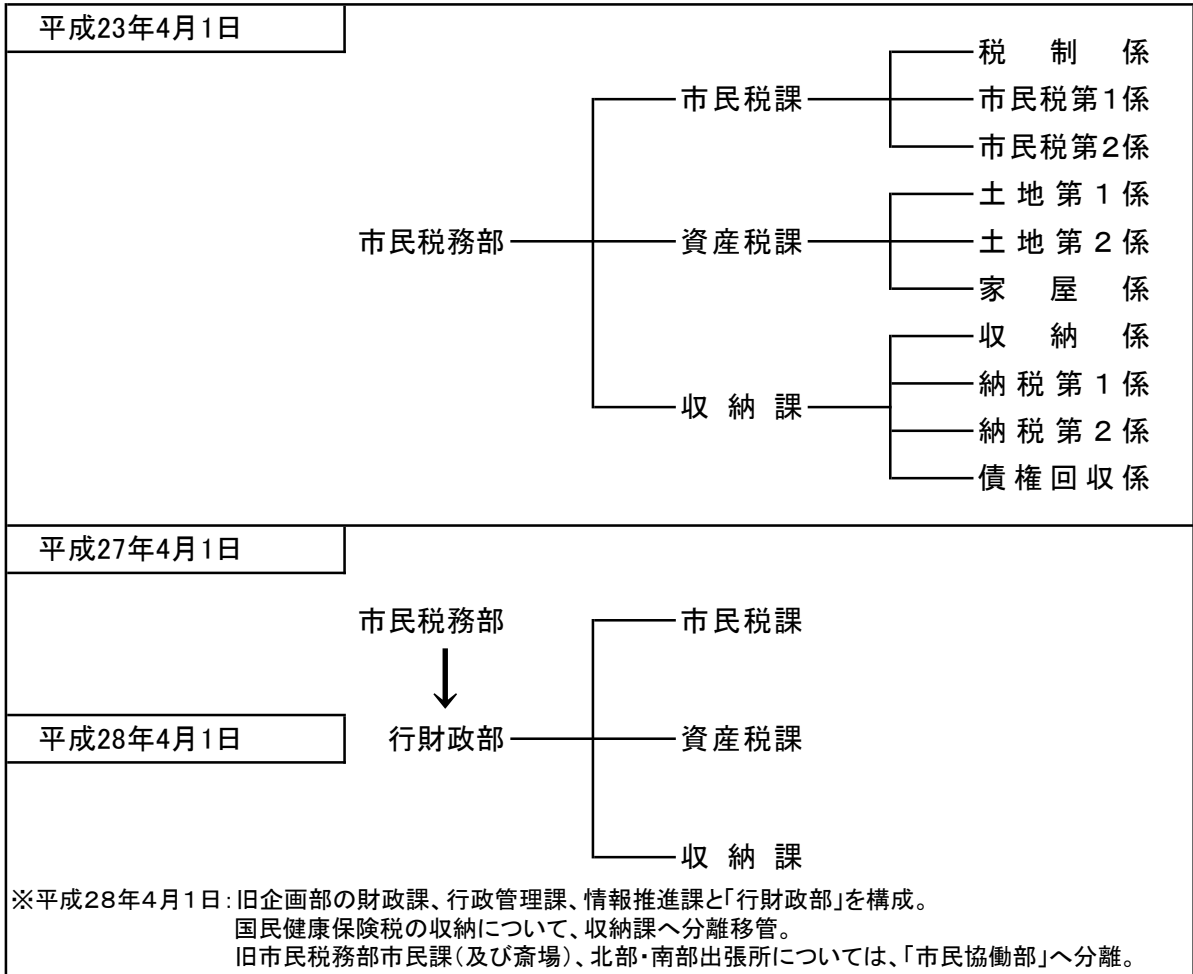 平成23年4月1日
税制係
市民税課 市民税第1係
市民税第2係
土地第1係
市民税務部 資産税課 土地第2係
家屋係
収納係
納税第1係
収納課
納税第2係
債権回収係
平成27年4月1日
市民税務部 市民税課
↓
平成28年4月1日 行財政部 資産税課
収納課
※平成28年4月1日:旧企画部の財政課、行政管理課、情報推進課と「行財政部」を構成。
国民健康保険税の収納について、収納課へ分離移管。
旧市民税務部市民課(及び斎場)、北部・南部出張所については、「市民協働部」へ分離。